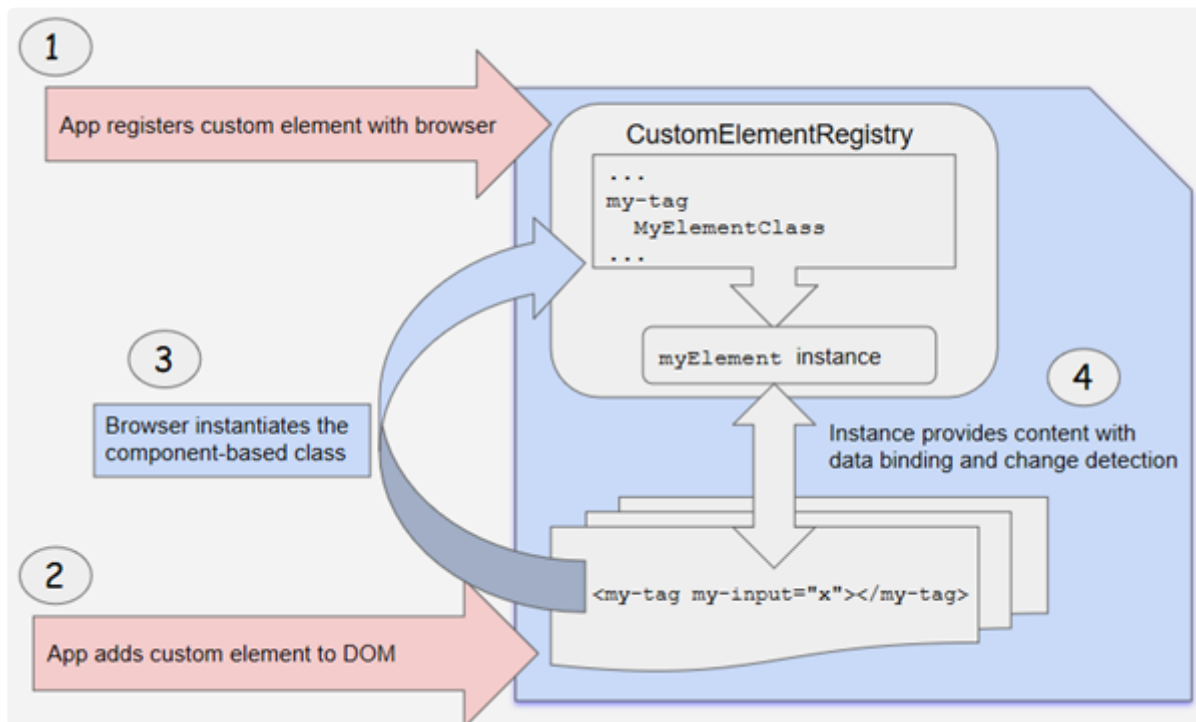 1
App registers custom element with browser
CustomElementRegistry
...
my-tag
MyElementClass
...
myElement instance
3
Browser instantiates the
component-based class
4
Instance provides content with
data binding and change detection
2
<my-tag my-input="x"></my-tag>
App adds custom element to DOM